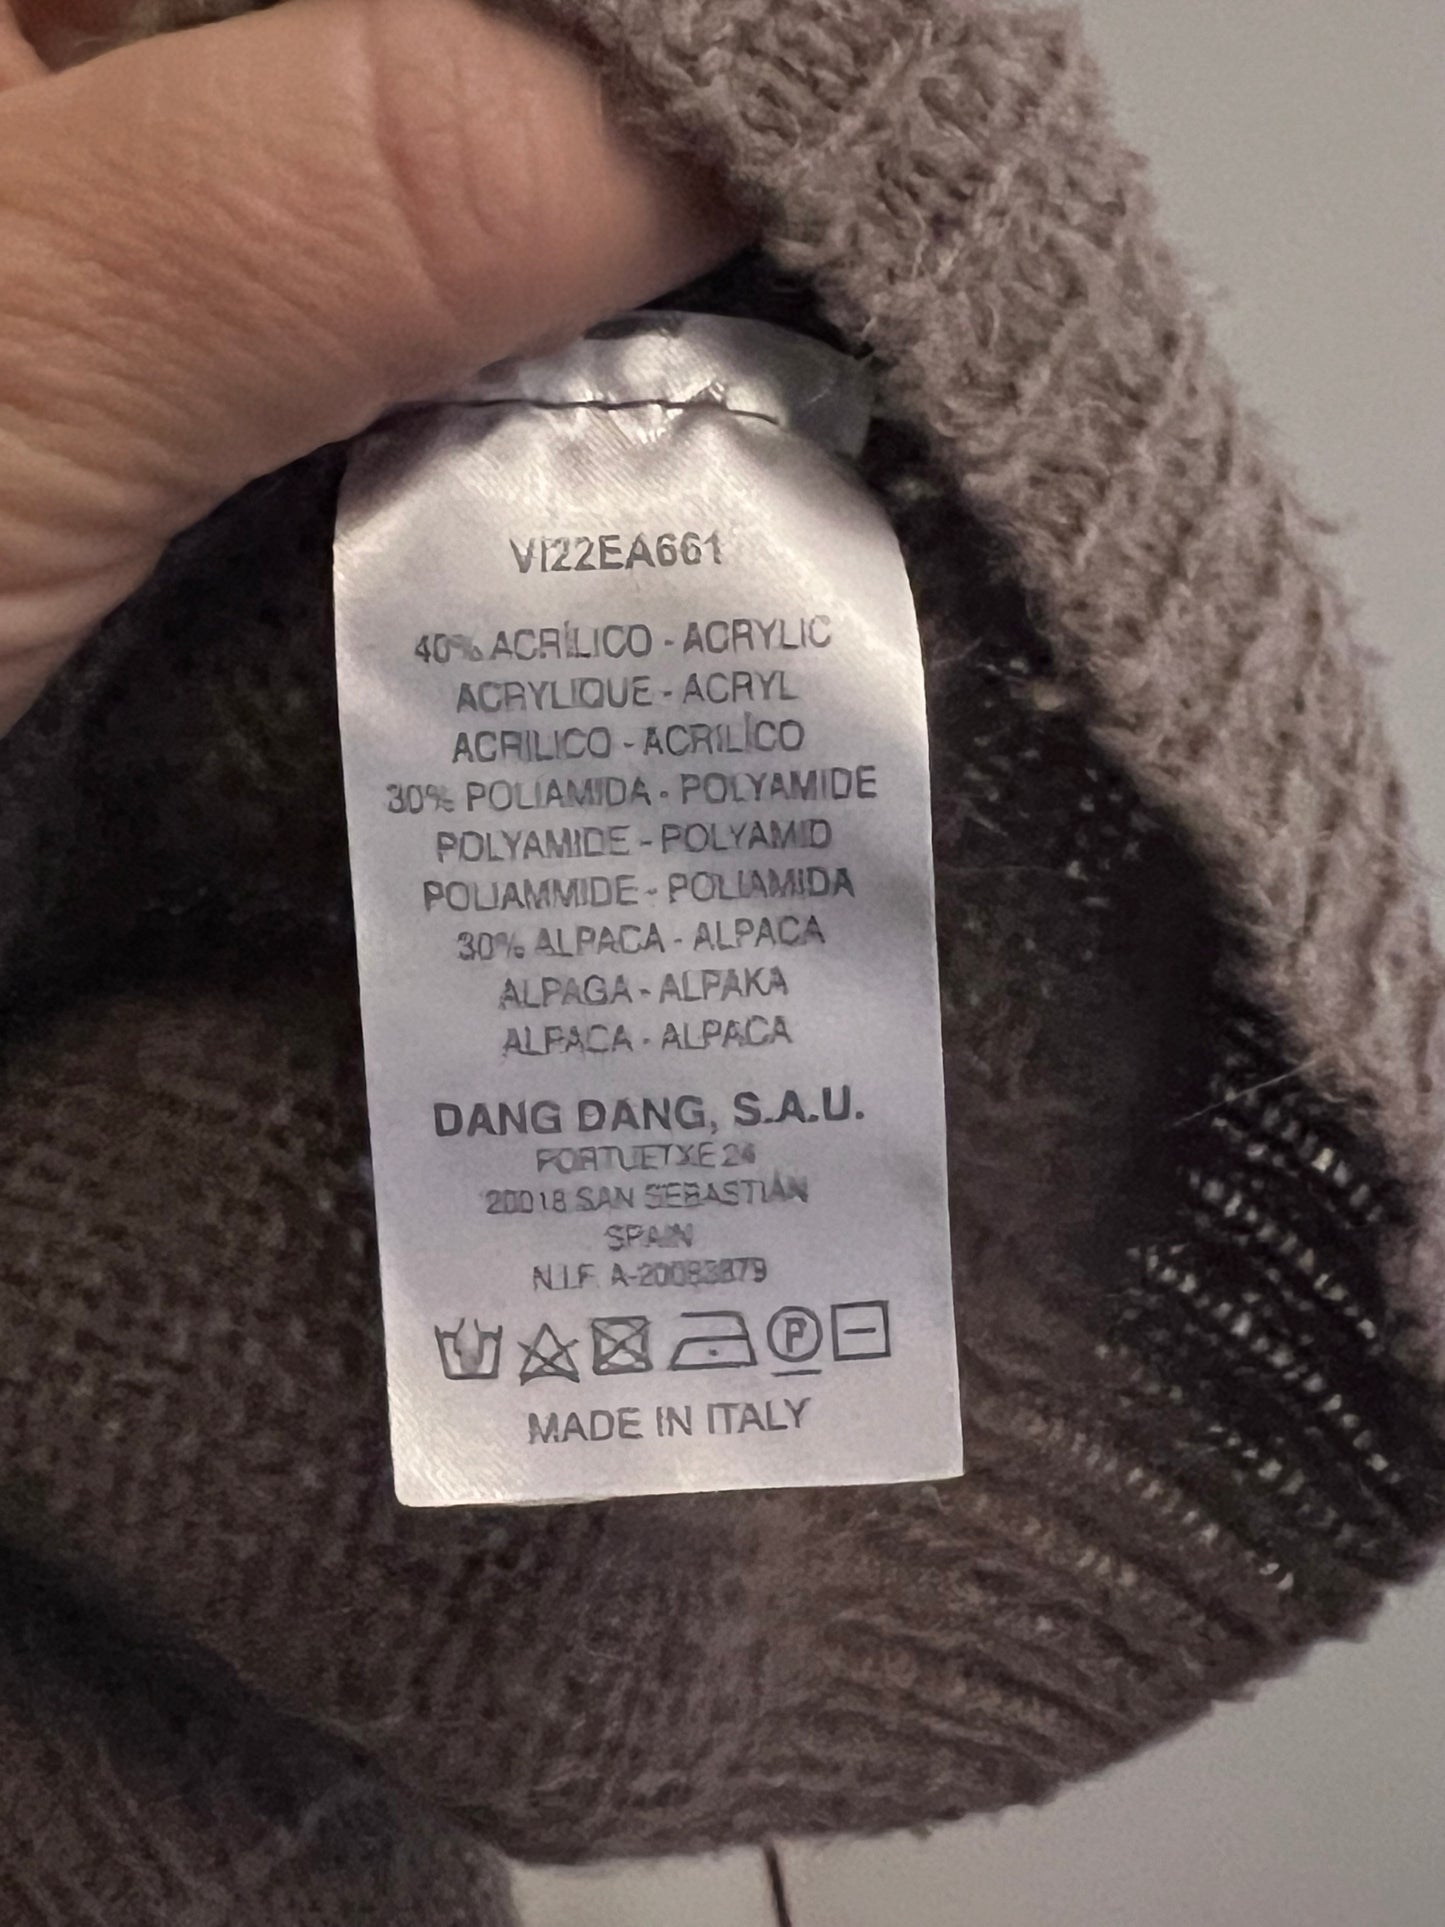 VI22EA661
40% ACRÍLICO - ACRYLIC
ACRYLIQUE - ACRYL
ACRILICO - ACRÍLICO
30% POLIAMIDA - POLYAMIDE
POLYAMIDE - POLYAMID
POLIAMMIDE - POLIAMIDA
30% ALPACA - ALPACA
ALPAGA - ALPAKA
ALPACA - ALPACA
DANG DANG, S.A.U.
PORTUETXE 24
20018 SAN SEBASTIÁN
SPAIN
N.I.F. A-20083879
P
MADE IN ITALY